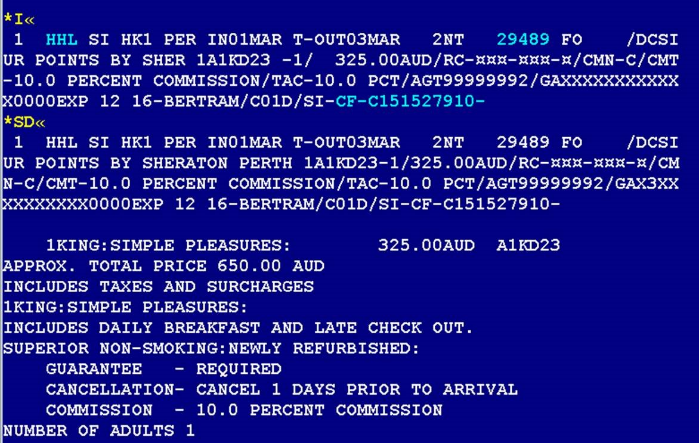 *I«
1 HHL SI HK1 PER IN01MAR T-OUT03MAR 2NT 29489 FO /DCSI
UR POINTS BY SHER 1A1KD23 -1/ 325.00AUD/RC-¤¤¤-¤¤¤-¤/CMN-C/CMT
-10.0 PERCENT COMMISSION/TAC-10.0 PCT/AGT99999992/GAXXXXXXXXXXXX
X0000EXP 12 16-BERTRAM/C01D/SI-CF-C151527910-
*SD«
1 HHL SI HK1 PER IN01MAR T-OUT03MAR 2NT 29489 FO /DCSI
UR POINTS BY SHERATON PERTH 1A1KD23-1/325.00AUD/RC-¤¤¤-¤¤¤-¤/CM
N-C/CMT-10.0 PERCENT COMMISSION/TAC-10.0 PCT/AGT99999992/GAX3XX
XXXXXXXXX0000EXP 12 16-BERTRAM/C01D/SI-CF-C151527910-
1KING:SIMPLE PLEASURES: 325.00AUD A1KD23
APPROX. TOTAL PRICE 650.00 AUD
INCLUDES TAXES AND SURCHARGES
1KING:SIMPLE PLEASURES:
INCLUDES DAILY BREAKFAST AND LATE CHECK OUT.
SUPERIOR NON-SMOKING:NEWLY REFURBISHED:
GUARANTEE - REQUIRED
CANCELLATION- CANCEL 1 DAYS PRIOR TO ARRIVAL
COMMISSION - 10.0 PERCENT COMMISSION
NUMBER OF ADULTS 1